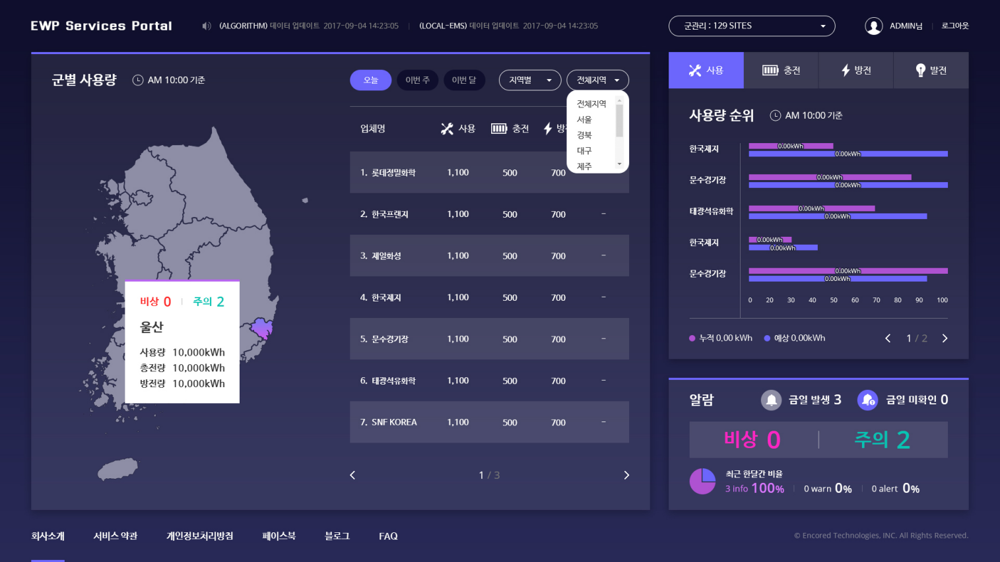 EWP Services Portal
(ALGORITHM) 데이터 업데이트 2017-09-04 14:23:05
(LOCAL-EMS) 데이터 업데이트 2017-09-04 14:23:05
군관리 : 129 SITES
ADMIN님
로그아웃
군별 사용량
AM 10:00 기준
오늘
이번 주
이번 달
지역별
전체지역
전체지역
서울
경북
대구
제주
업체명 사용 충전
1. 롯데정밀화학 1,100 500 700
2. 한국프랜지 1,100 500 700 -
3. 제일화성 1,100 500 700 -
4. 한국제지 1,100 500 700 -
5. 문수경기장 1,100 500 700 -
6. 태광석유화학 1,100 500 700 -
7. SNF KOREA 1,100 500 700 -
1 / 3
비상 0 주의 2
울산
사용량 10,000kWh
총전량 10,000kWh
방전량 10,000kWh
사용 충전 방전 발전
사용량 순위
AM 10:00 기준
한국제지 0.00kWh
0.00kWh
문수경기장 0.00kWh
0.00kWh
태광석유화학 0.00kWh
0.00kWh
한국제지 0.00kWh
0.00kWh
문수경기장 0.00kWh
0.00kWh
0 20 30 40 50 60 70 80 90 100
누적 0.00 kWh 예상 0.00kWh
1 / 2
알람
금일 발생 3
금일 미확인 0
비상 0 주의 2
최근 한달간 비율
3 info 100% 0 warn 0% 0 alert 0%
회사소개 서비스 약관 개인정보처리방침 페이스북 블로그 FAQ
© Encored Technologies, INC. All Rights Reserved.